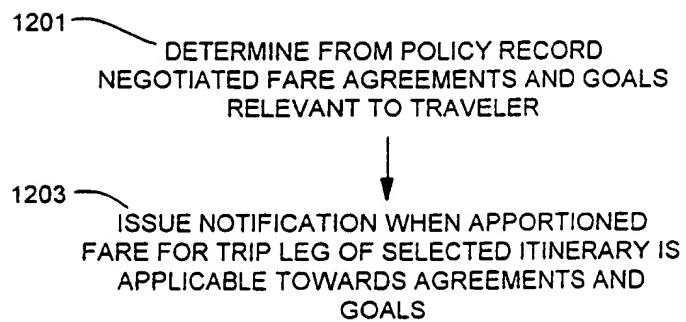 1201
DETERMINE FROM POLICY RECORD
NEGOTIATED FARE AGREEMENTS AND GOALS
RELEVANT TO TRAVELER
1203
ISSUE NOTIFICATION WHEN APPORTIONED
FARE FOR TRIP LEG OF SELECTED ITINERARY IS
APPLICABLE TOWARDS AGREEMENTS AND
GOALS